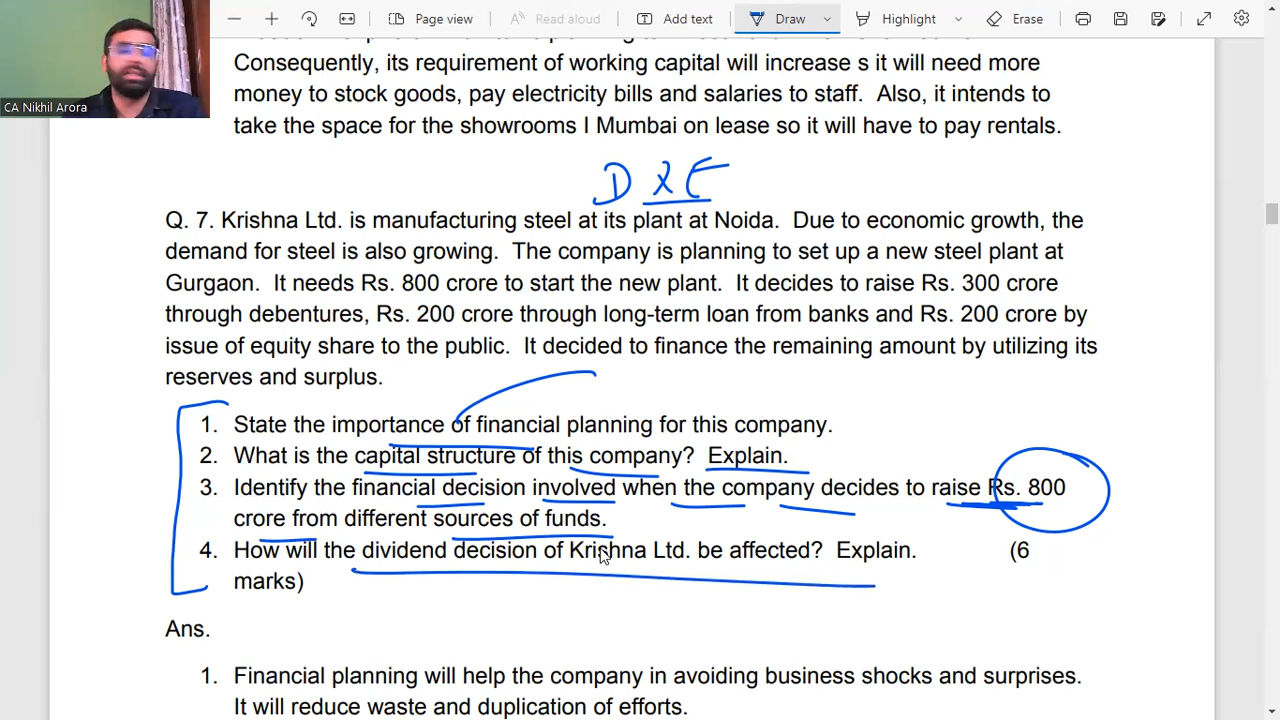 Page view
Read aloud
Add text
Draw
Highlight
Erase
CA Nikhil Arora
Consequently, its requirement of working capital will increase s it will need more
money to stock goods, pay electricity bills and salaries to staff. Also, it intends to
take the space for the showrooms I Mumbai on lease so it will have to pay rentals.
D X E
Q. 7. Krishna Ltd. is manufacturing steel at its plant at Noida. Due to economic growth, the
demand for steel is also growing. The company is planning to set up a new steel plant at
Gurgaon. It needs Rs. 800 crore to start the new plant. It decides to raise Rs. 300 crore
through debentures, Rs. 200 crore through long-term loan from banks and Rs. 200 crore by
issue of equity share to the public. It decided to finance the remaining amount by utilizing its
reserves and surplus.
1. State the importance of financial planning for this company.
2. What is the capital structure of this company? Explain.
3. Identify the financial decision involved when the company decides to raise Rs. 800
crore from different sources of funds.
4. How will the dividend decision of Krishna Ltd. be affected? Explain. (6
marks)
Ans.
1. Financial planning will help the company in avoiding business shocks and surprises.
It will reduce waste and duplication of efforts.